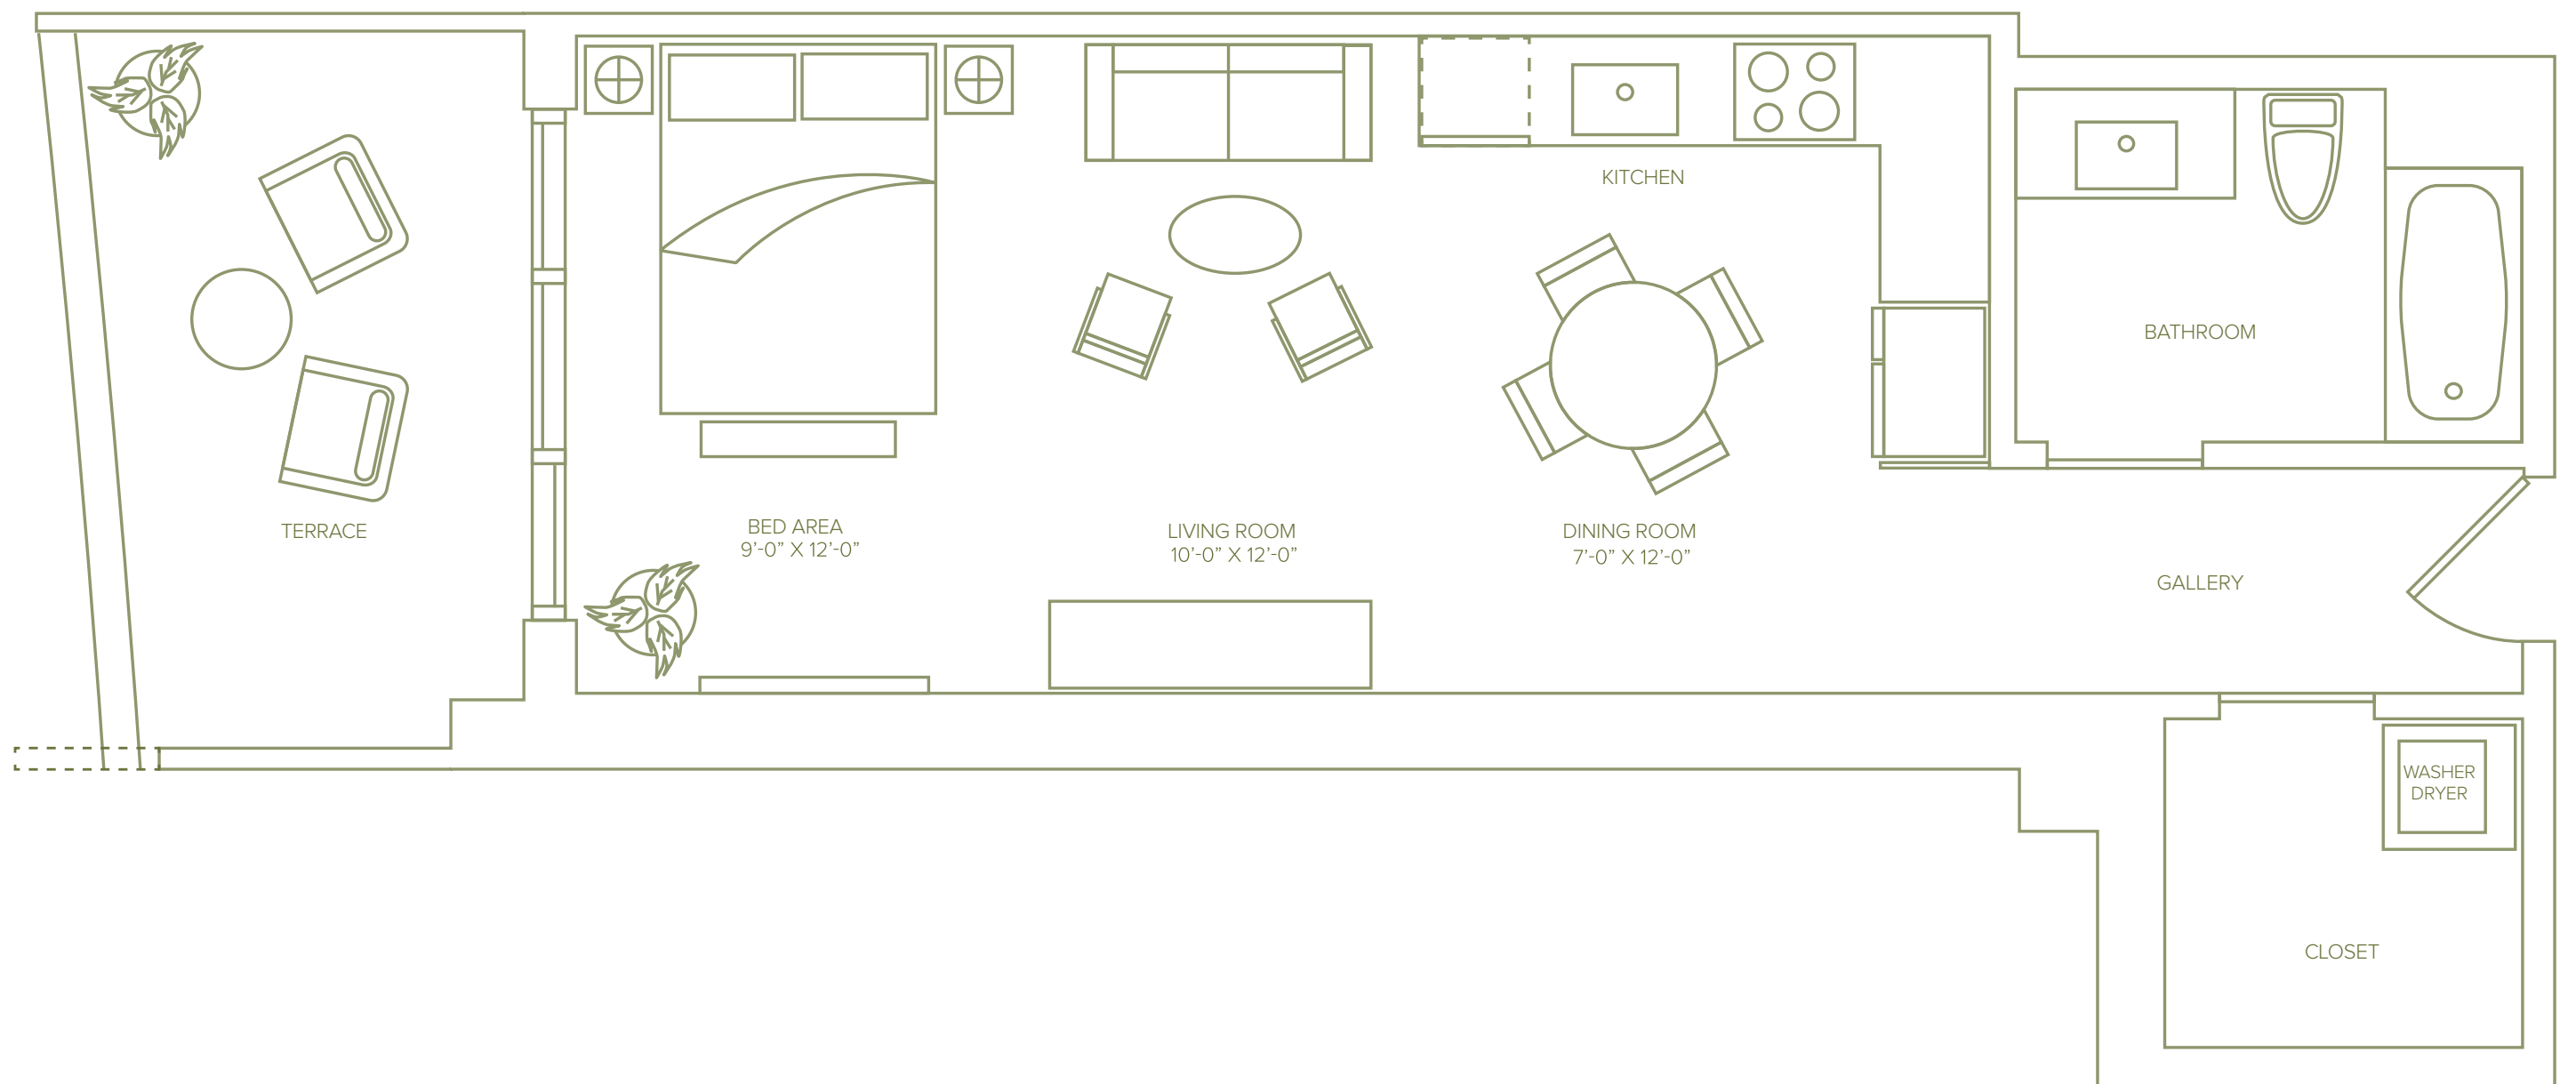 KITCHEN
BATHROOM
TERRACE
BED AREA
9’-0” X 12’-0”
LIVING ROOM
10’-0” X 12’-0”
DINING ROOM
7’-0” X 12’-0”
GALLERY
WASHER
DRYER
CLOSET